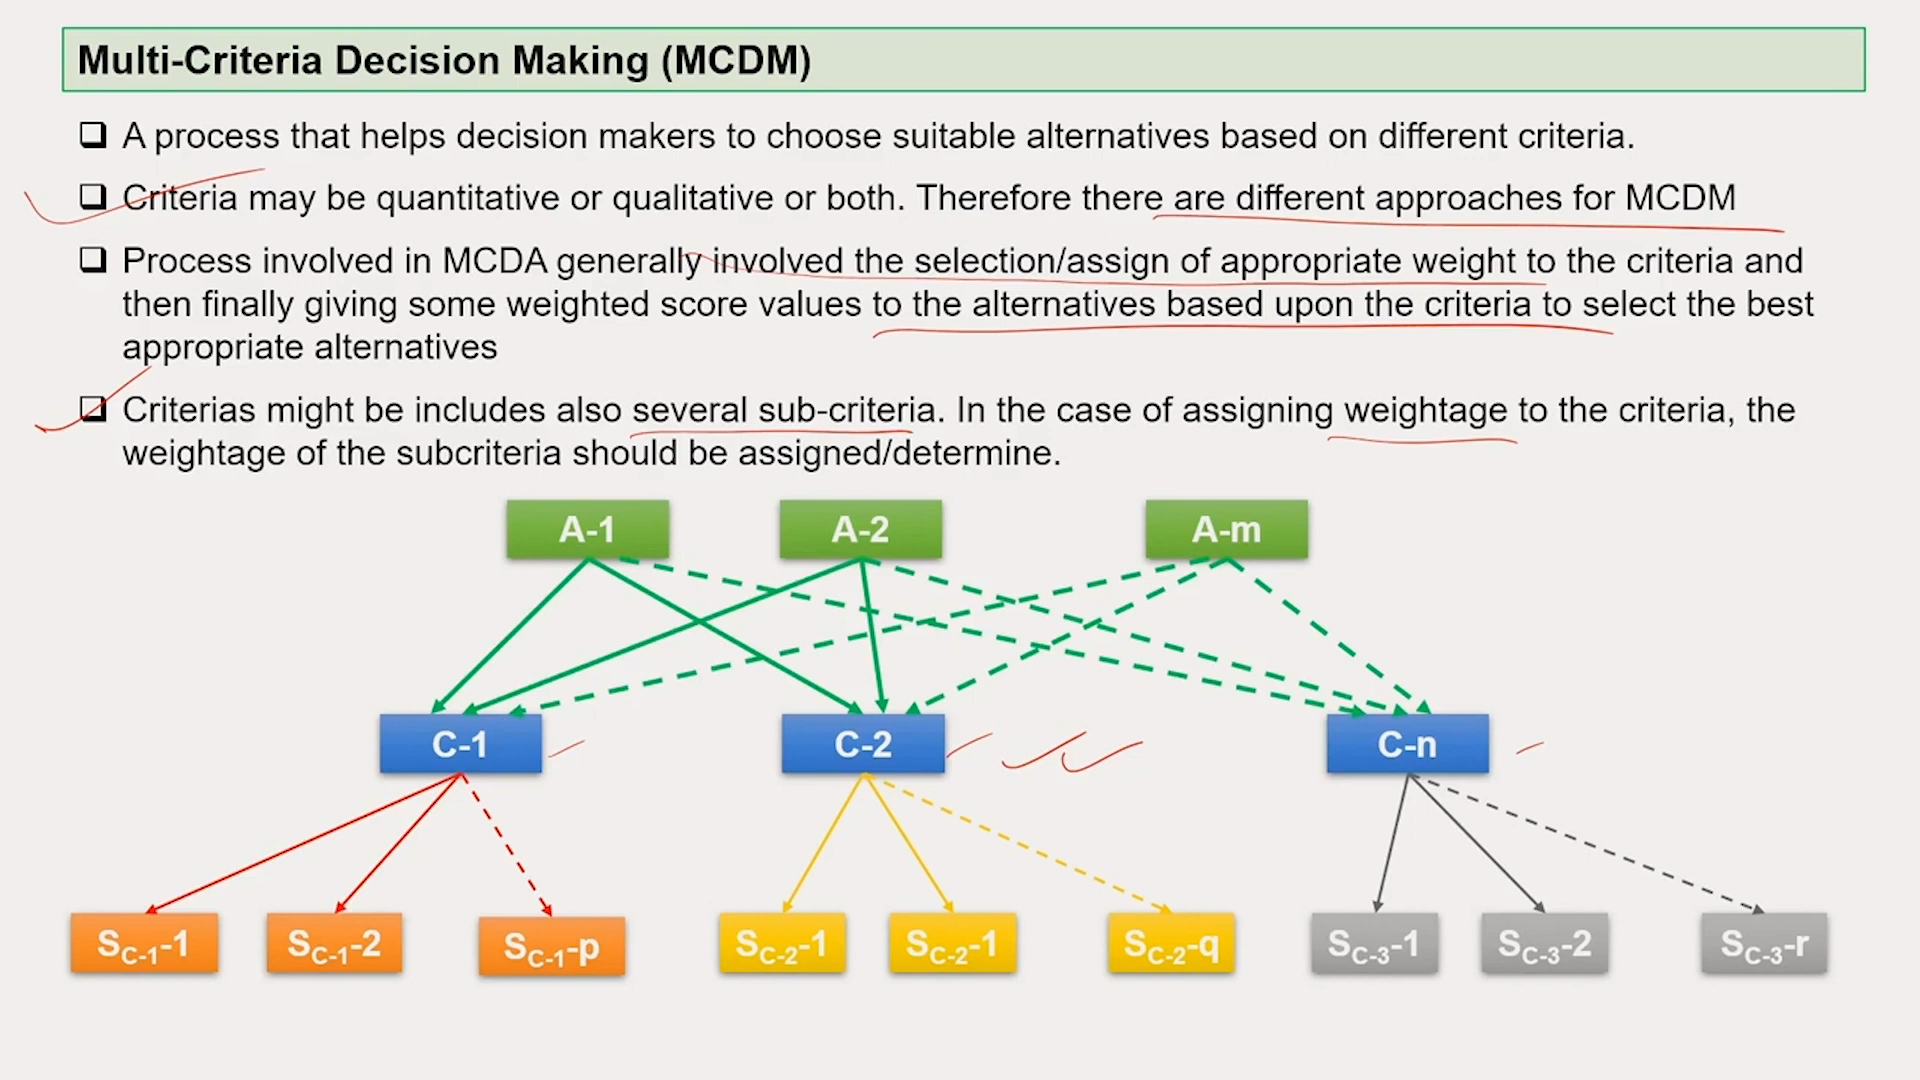 Multi-Criteria Decision Making (MCDM)
A process that helps decision makers to choose suitable alternatives based on different criteria.
Criteria may be quantitative or qualitative or both. Therefore there are different approaches for MCDM
Process involved in MCDA generally involved the selection/assign of appropriate weight to the criteria and
then finally giving some weighted score values to the alternatives based upon the criteria to select the best
appropriate alternatives
Criterias might be includes also several sub-criteria. In the case of assigning weightage to the criteria, the
weightage of the subcriteria should be assigned/determine.
A-1 A-2 A-m
C-1 C-2 C-n
SC-1-1 SC-1-2 SC-1-p SC-2-1 SC-2-1 SC-2-q SC-3-1 SC-3-2 SC-3-r